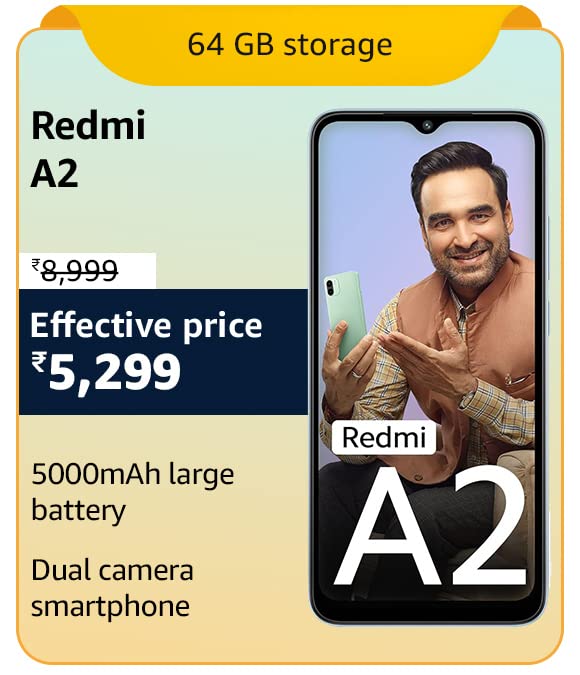 64 GB storage
Redmi
A2
₹8,999
Effective price
₹5,299
5000mAh large
battery
Dual camera
smartphone
Redmi
A2